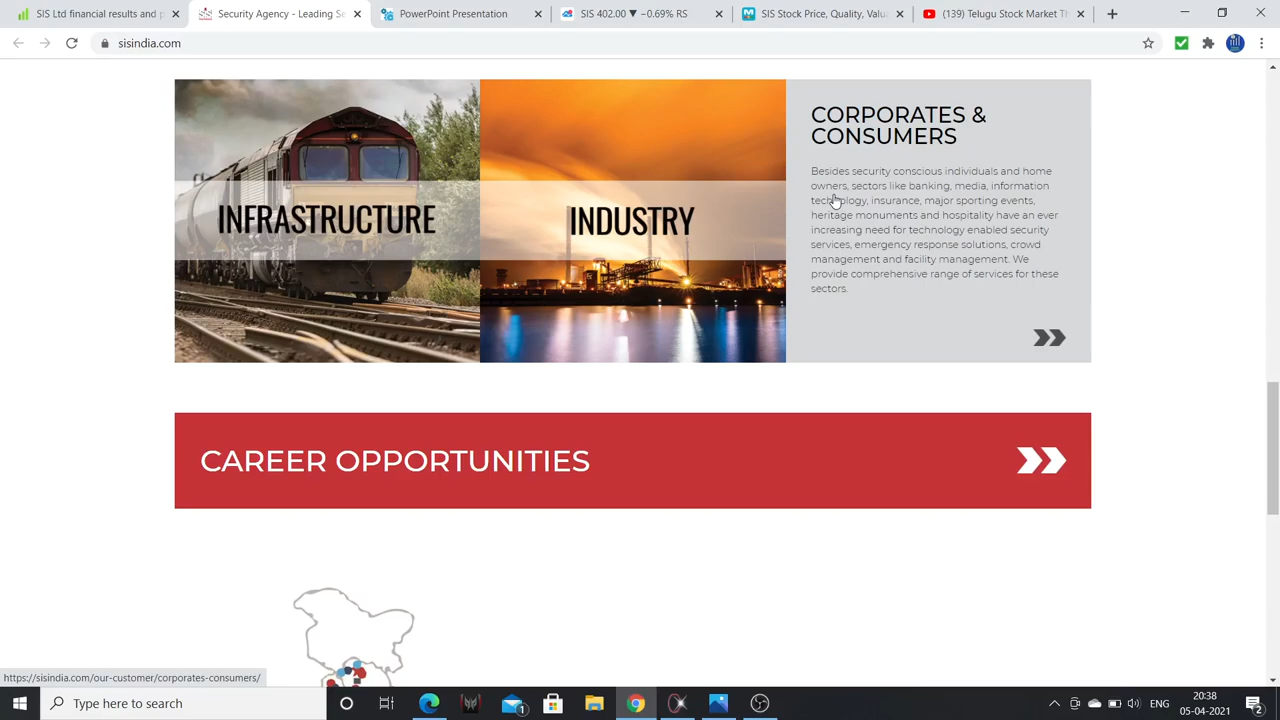 SIS Ltd financial results and p
Security Agency - Leading Se
PowerPoint Presentation
SIS 402.00 ▼ −0.69% RS
SIS Stock Price, Quality, Valua
(139) Telugu Stock Market Th
sisindia.com
INFRASTRUCTURE
INDUSTRY
CORPORATES &
CONSUMERS
Besides security conscious individuals and home
owners, sectors like banking, media, information
technology, insurance, major sporting events,
heritage monuments and hospitality have an ever
increasing need for technology enabled security
services, emergency response solutions, crowd
management and facility management. We
provide comprehensive range of services for these
sectors.
CAREER OPPORTUNITIES
https://sisindia.com/our-customer/corporates-consumers/
Type here to search
1
20:38
05-04-2021
2